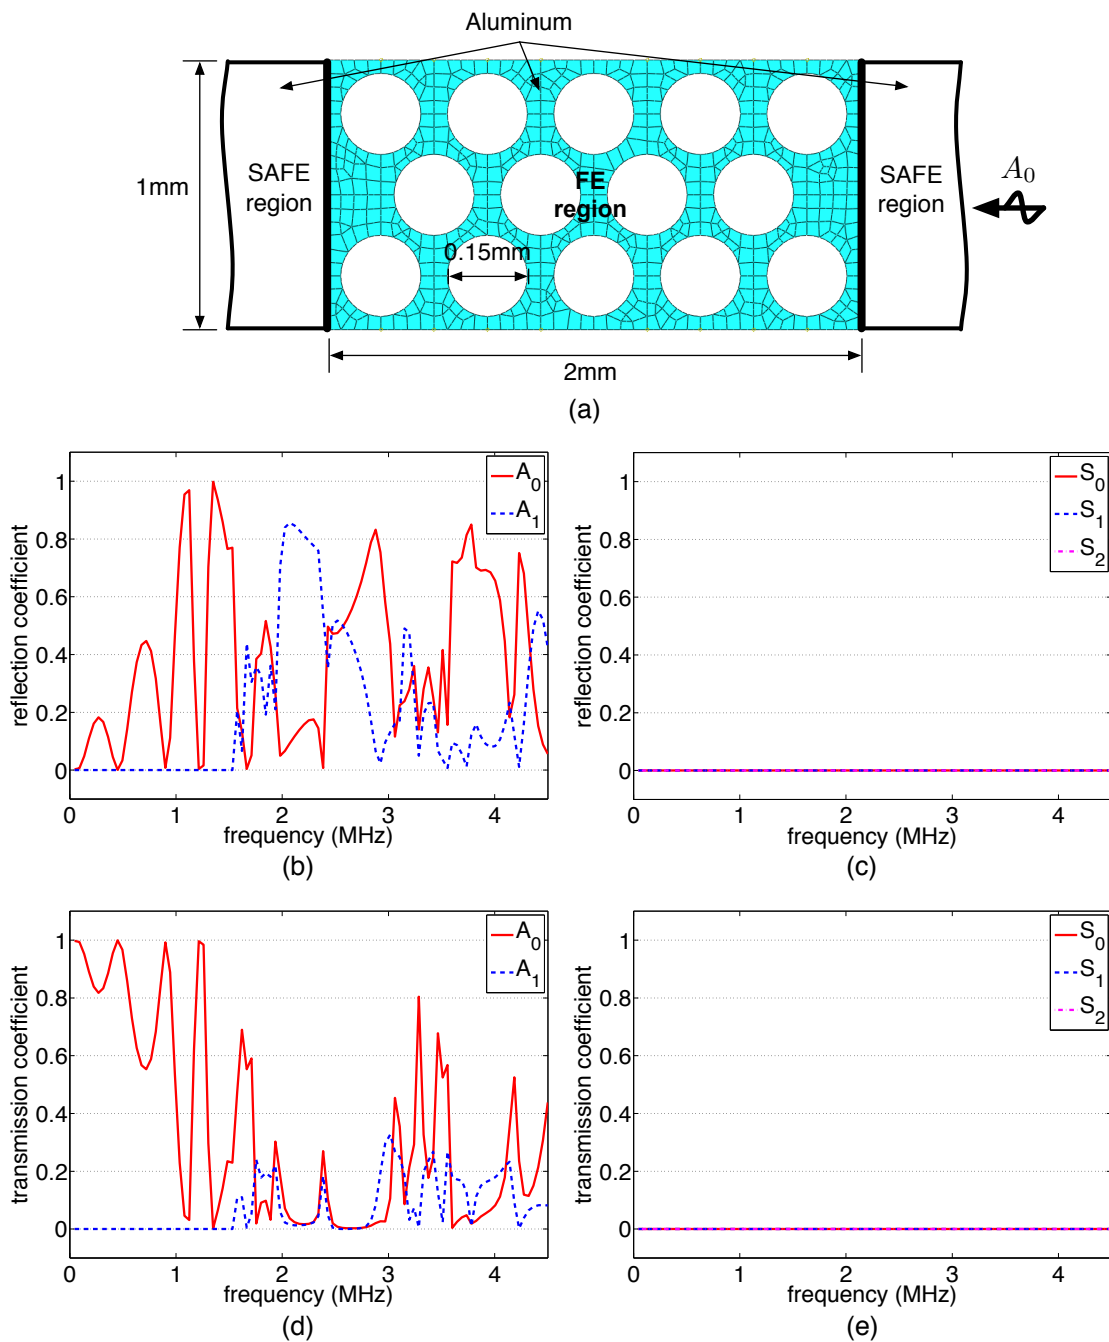 Aluminum
1mm
SAFE
region
FE
region
SAFE
region
A0
0.15mm
2mm
(a)
reflection coefficient
1
0.8
0.6
0.4
0.2
0
0 1 2 3 4
frequency (MHz)
A0
A1
(b)
reflection coefficient
1
0.8
0.6
0.4
0.2
0
0 1 2 3 4
frequency (MHz)
S0
S1
S2
(c)
transmission coefficient
1
0.8
0.6
0.4
0.2
0
0 1 2 3 4
frequency (MHz)
A0
A1
(d)
transmission coefficient
1
0.8
0.6
0.4
0.2
0
0 1 2 3 4
frequency (MHz)
S0
S1
S2
(e)